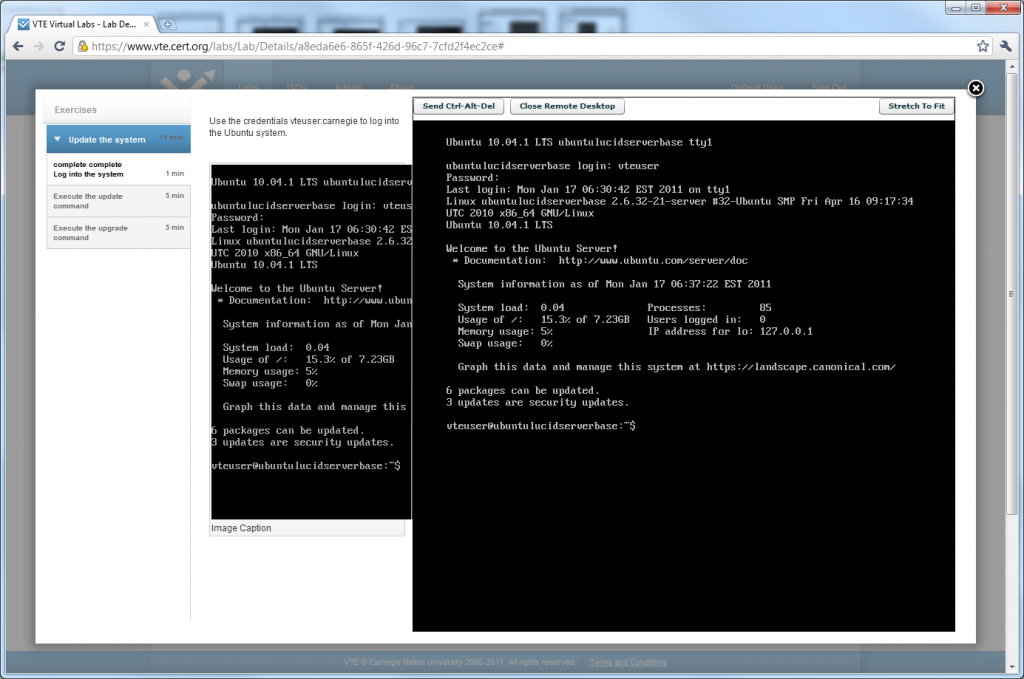 VTE Virtual Labs - Lab De...
https://www.vte.cert.org/labs/Lab/Details/a8eda6e6-865f-426d-96c7-7cfd2f4ec2ce#
Labs
Admin
About
Default User
Sign Out
Exercises
Update the system 11 min
complete complete
Log into the system 1 min
Execute the update 5 min
command
Execute the upgrade 5 min
command
Use the credentials vteuser:carnegie to log into
the Ubuntu system.
Ubuntu 10.04.1 LTS ubuntulucidserv
ubuntulucidserverbase login: vteus
Password:
Last login: Mon Jan 17 06:30:42 ES
Linux ubuntulucidserverbase 2.6.32
UTC 2010 x86_64 GNU/Linux
Ubuntu 10.04.1 LTS
Welcome to the Ubuntu Server!
* Documentation: http://www.ubun
System information as of Mon Jan
System load: 0.04
Usage of /: 15.3% of 7.23GB
Memory usage: 5%
Swap usage: 0%
Graph this data and manage this
6 packages can be updated.
3 updates are security updates.
vteuser@ubuntulucidserverbase:~$
Image Caption
Send Ctrl-Alt-Del
Close Remote Desktop
Stretch To Fit
Ubuntu 10.04.1 LTS ubuntulucidserverbase tty1
ubuntulucidserverbase login: vteuser
Password:
Last login: Mon Jan 17 06:30:42 EST 2011 on tty1
Linux ubuntulucidserverbase 2.6.32-21-server #32-Ubuntu SMP Fri Apr 16 09:17:34
UTC 2010 x86_64 GNU/Linux
Ubuntu 10.04.1 LTS
Welcome to the Ubuntu Server!
* Documentation: http://www.ubuntu.com/server/doc
System information as of Mon Jan 17 06:37:22 EST 2011
System load: 0.04 Processes: 85
Usage of /: 15.3% of 7.23GB Users logged in: 0
Memory usage: 5% IP address for lo: 127.0.0.1
Swap usage: 0%
Graph this data and manage this system at https://landscape.canonical.com/
6 packages can be updated.
3 updates are security updates.
vteuser@ubuntulucidserverbase:~$
VTE © Carnegie Mellon University 2006-2011. All rights reserved. - Terms and Conditions